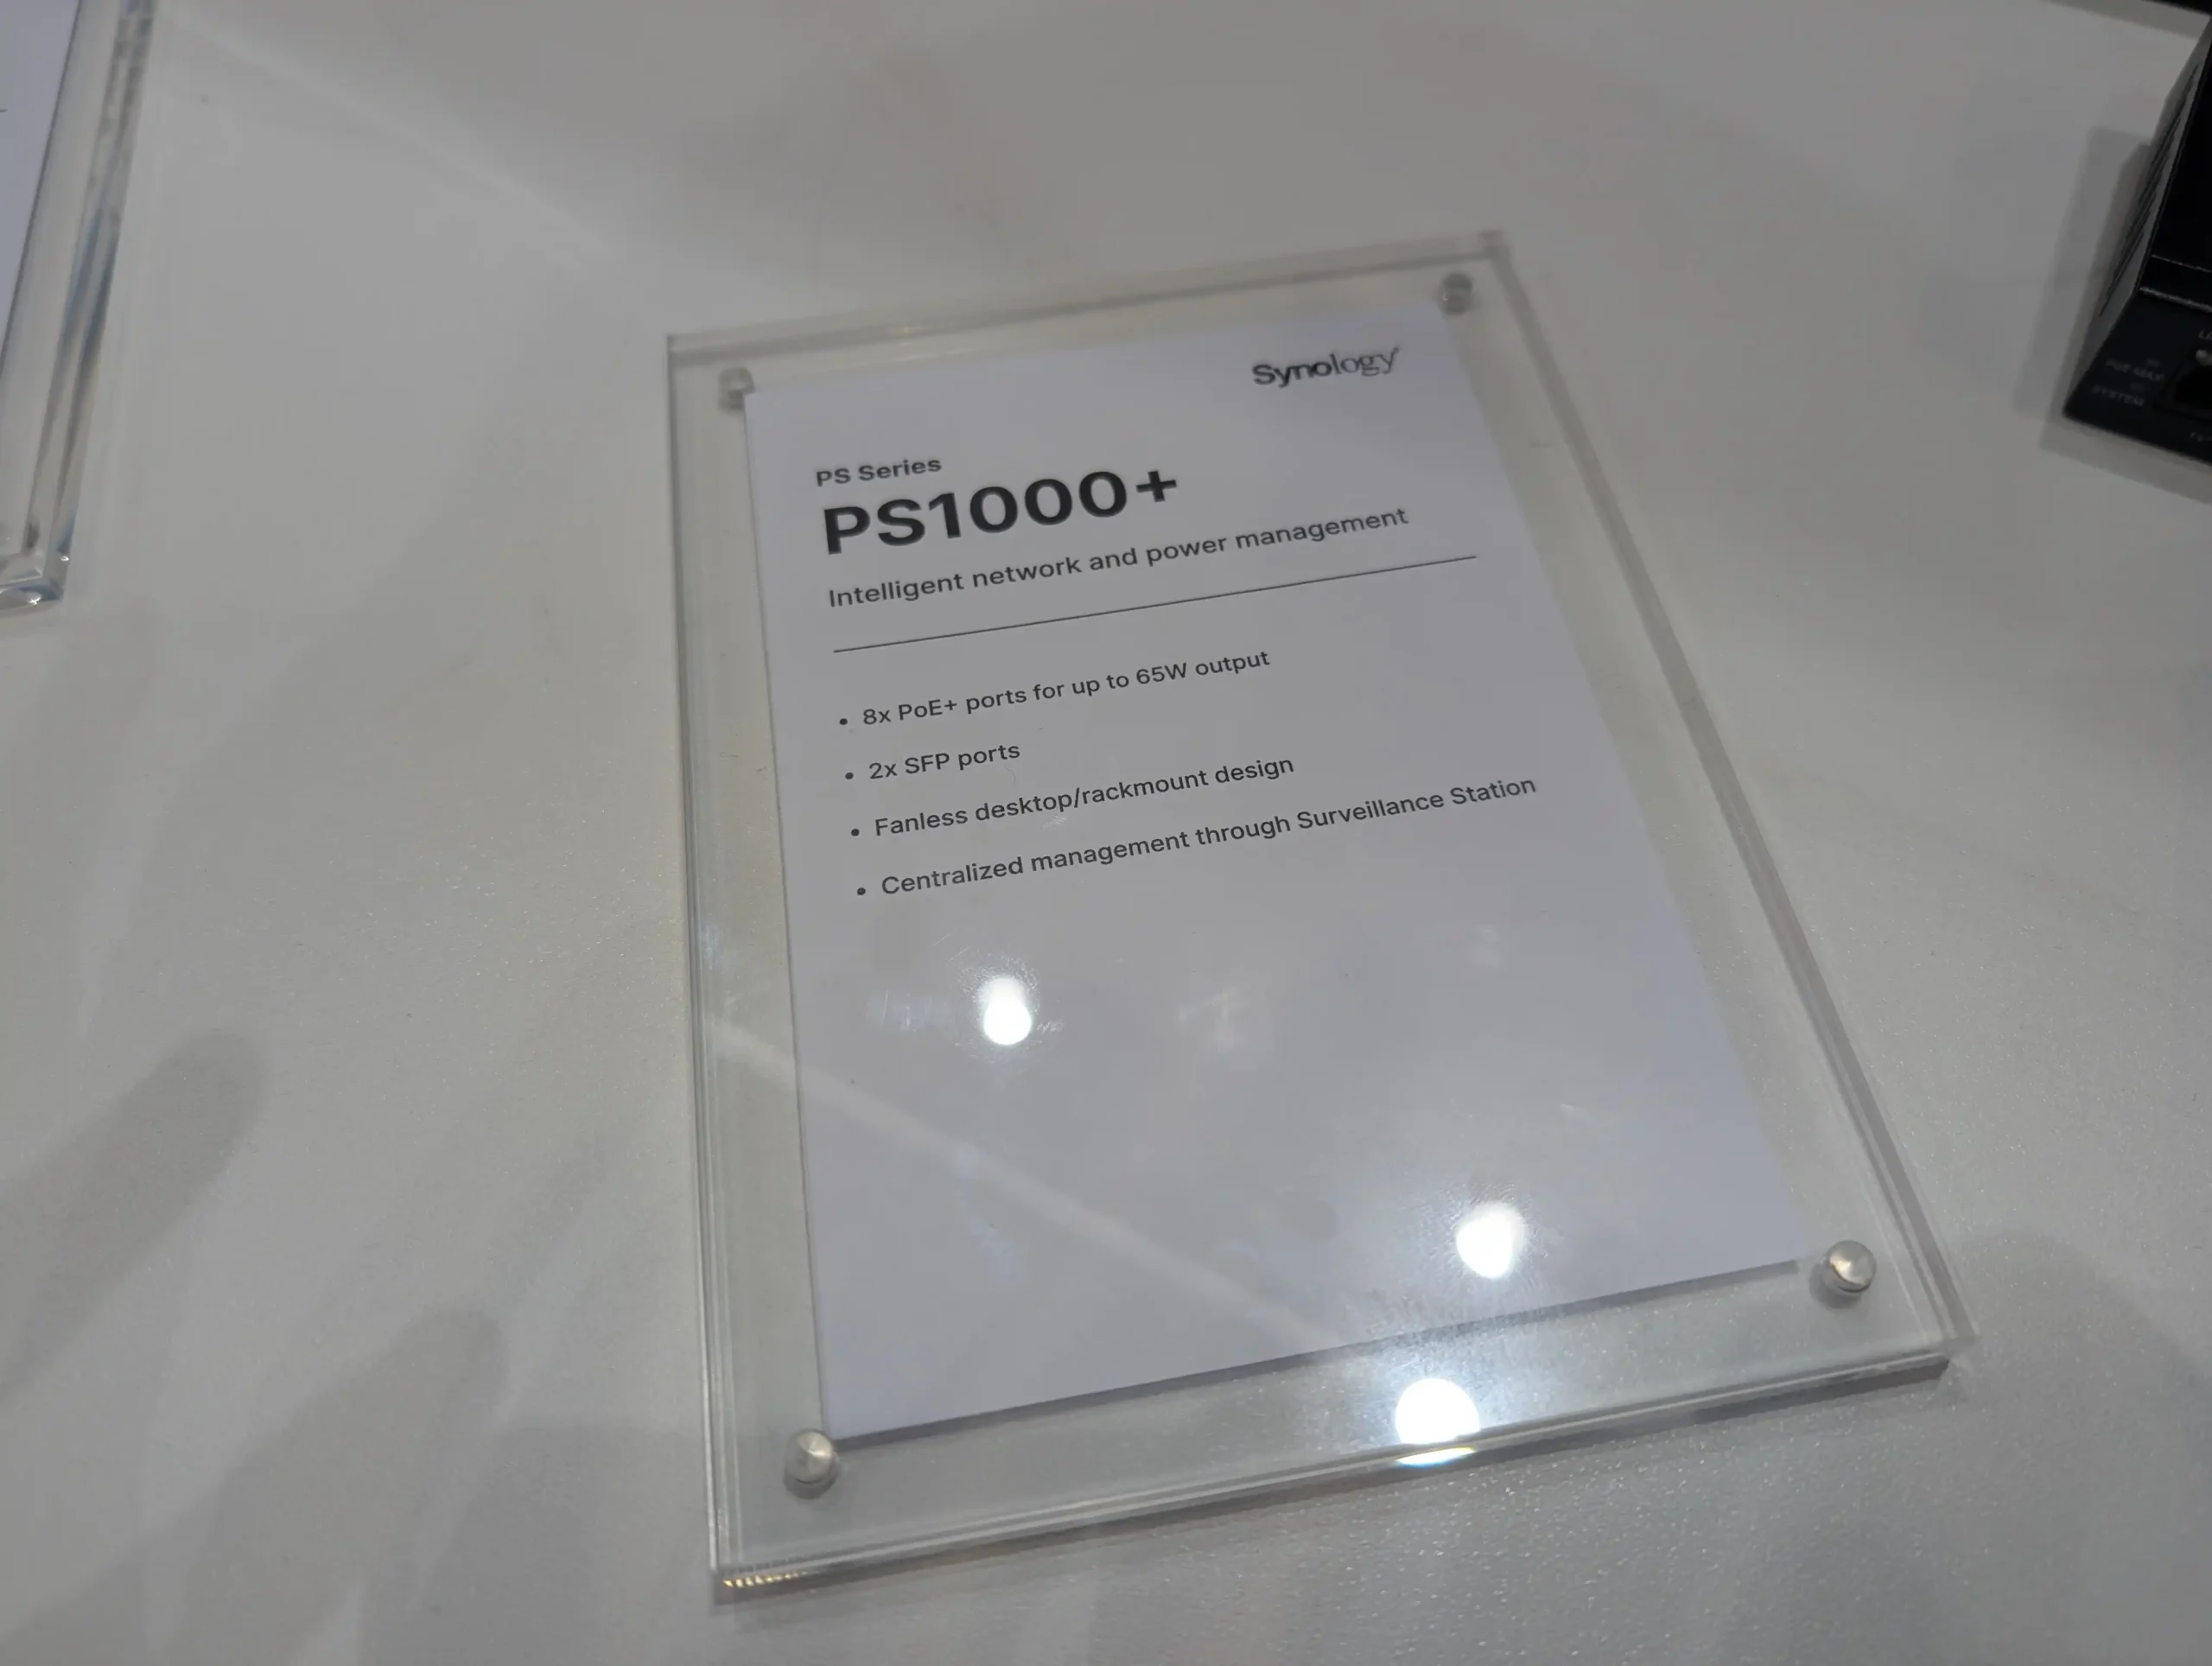 Synology
PS Series
PS1000+
Intelligent network and power management
• 8x PoE+ ports for up to 65W output
• 2x SFP ports
• Fanless desktop/rackmount design
• Centralized management through Surveillance Station
SYSTEM